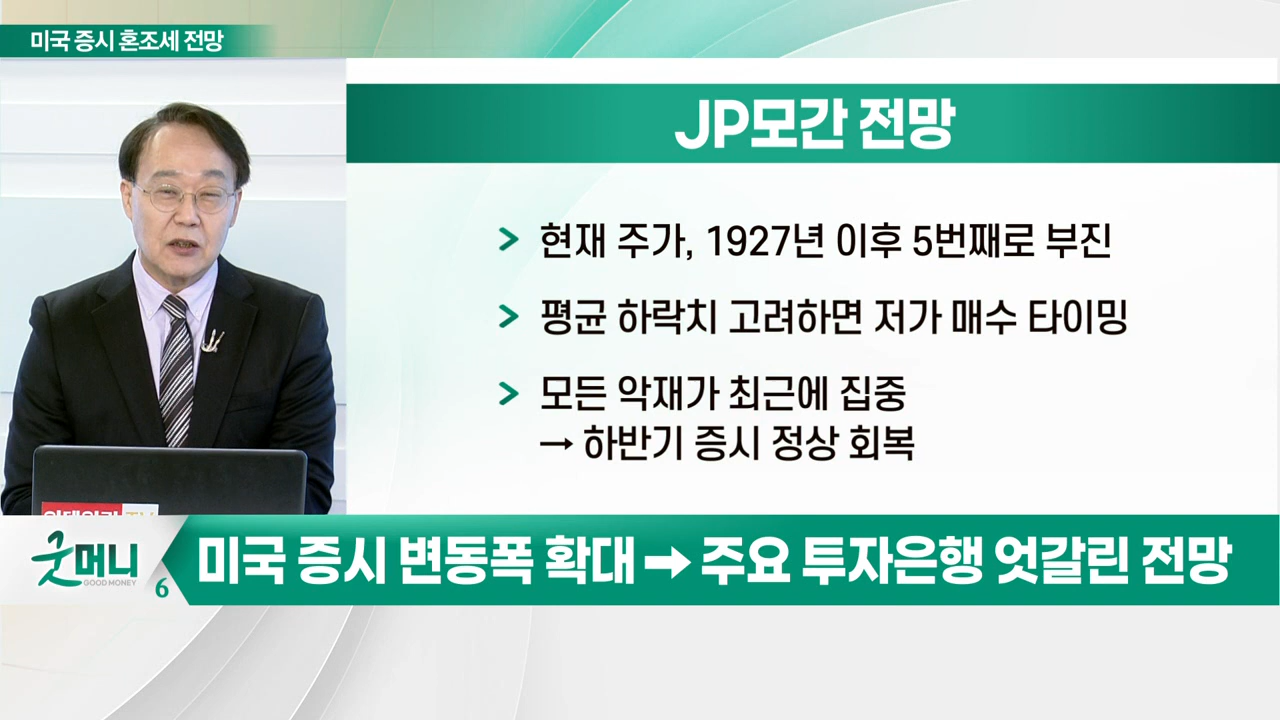 미국 증시 혼조세 전망
JP모간 전망
> 현재 주가, 1927년 이후 5번째로 부진
> 평균 하락치 고려하면 저가 매수 타이밍
> 모든 악재가 최근에 집중
→ 하반기 증시 정상 회복
굿머니
GOOD MONEY
6
미국 증시 변동폭 확대 ➡ 주요 투자은행 엇갈린 전망